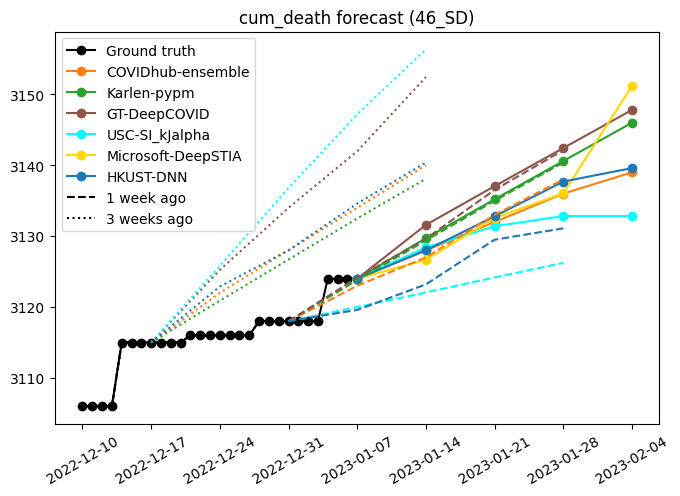 cum_death forecast (46_SD)
Ground truth
COVIDhub-ensemble
Karlen-pypm
GT-DeepCOVID
USC-SI_kJalpha
Microsoft-DeepSTIA
HKUST-DNN
1 week ago
3 weeks ago
3150
3140
3130
3120
3110
2022-12-10
2022-12-17
2022-12-24
2022-12-31
2023-01-07
2023-01-14
2023-01-21
2023-01-28
2023-02-04